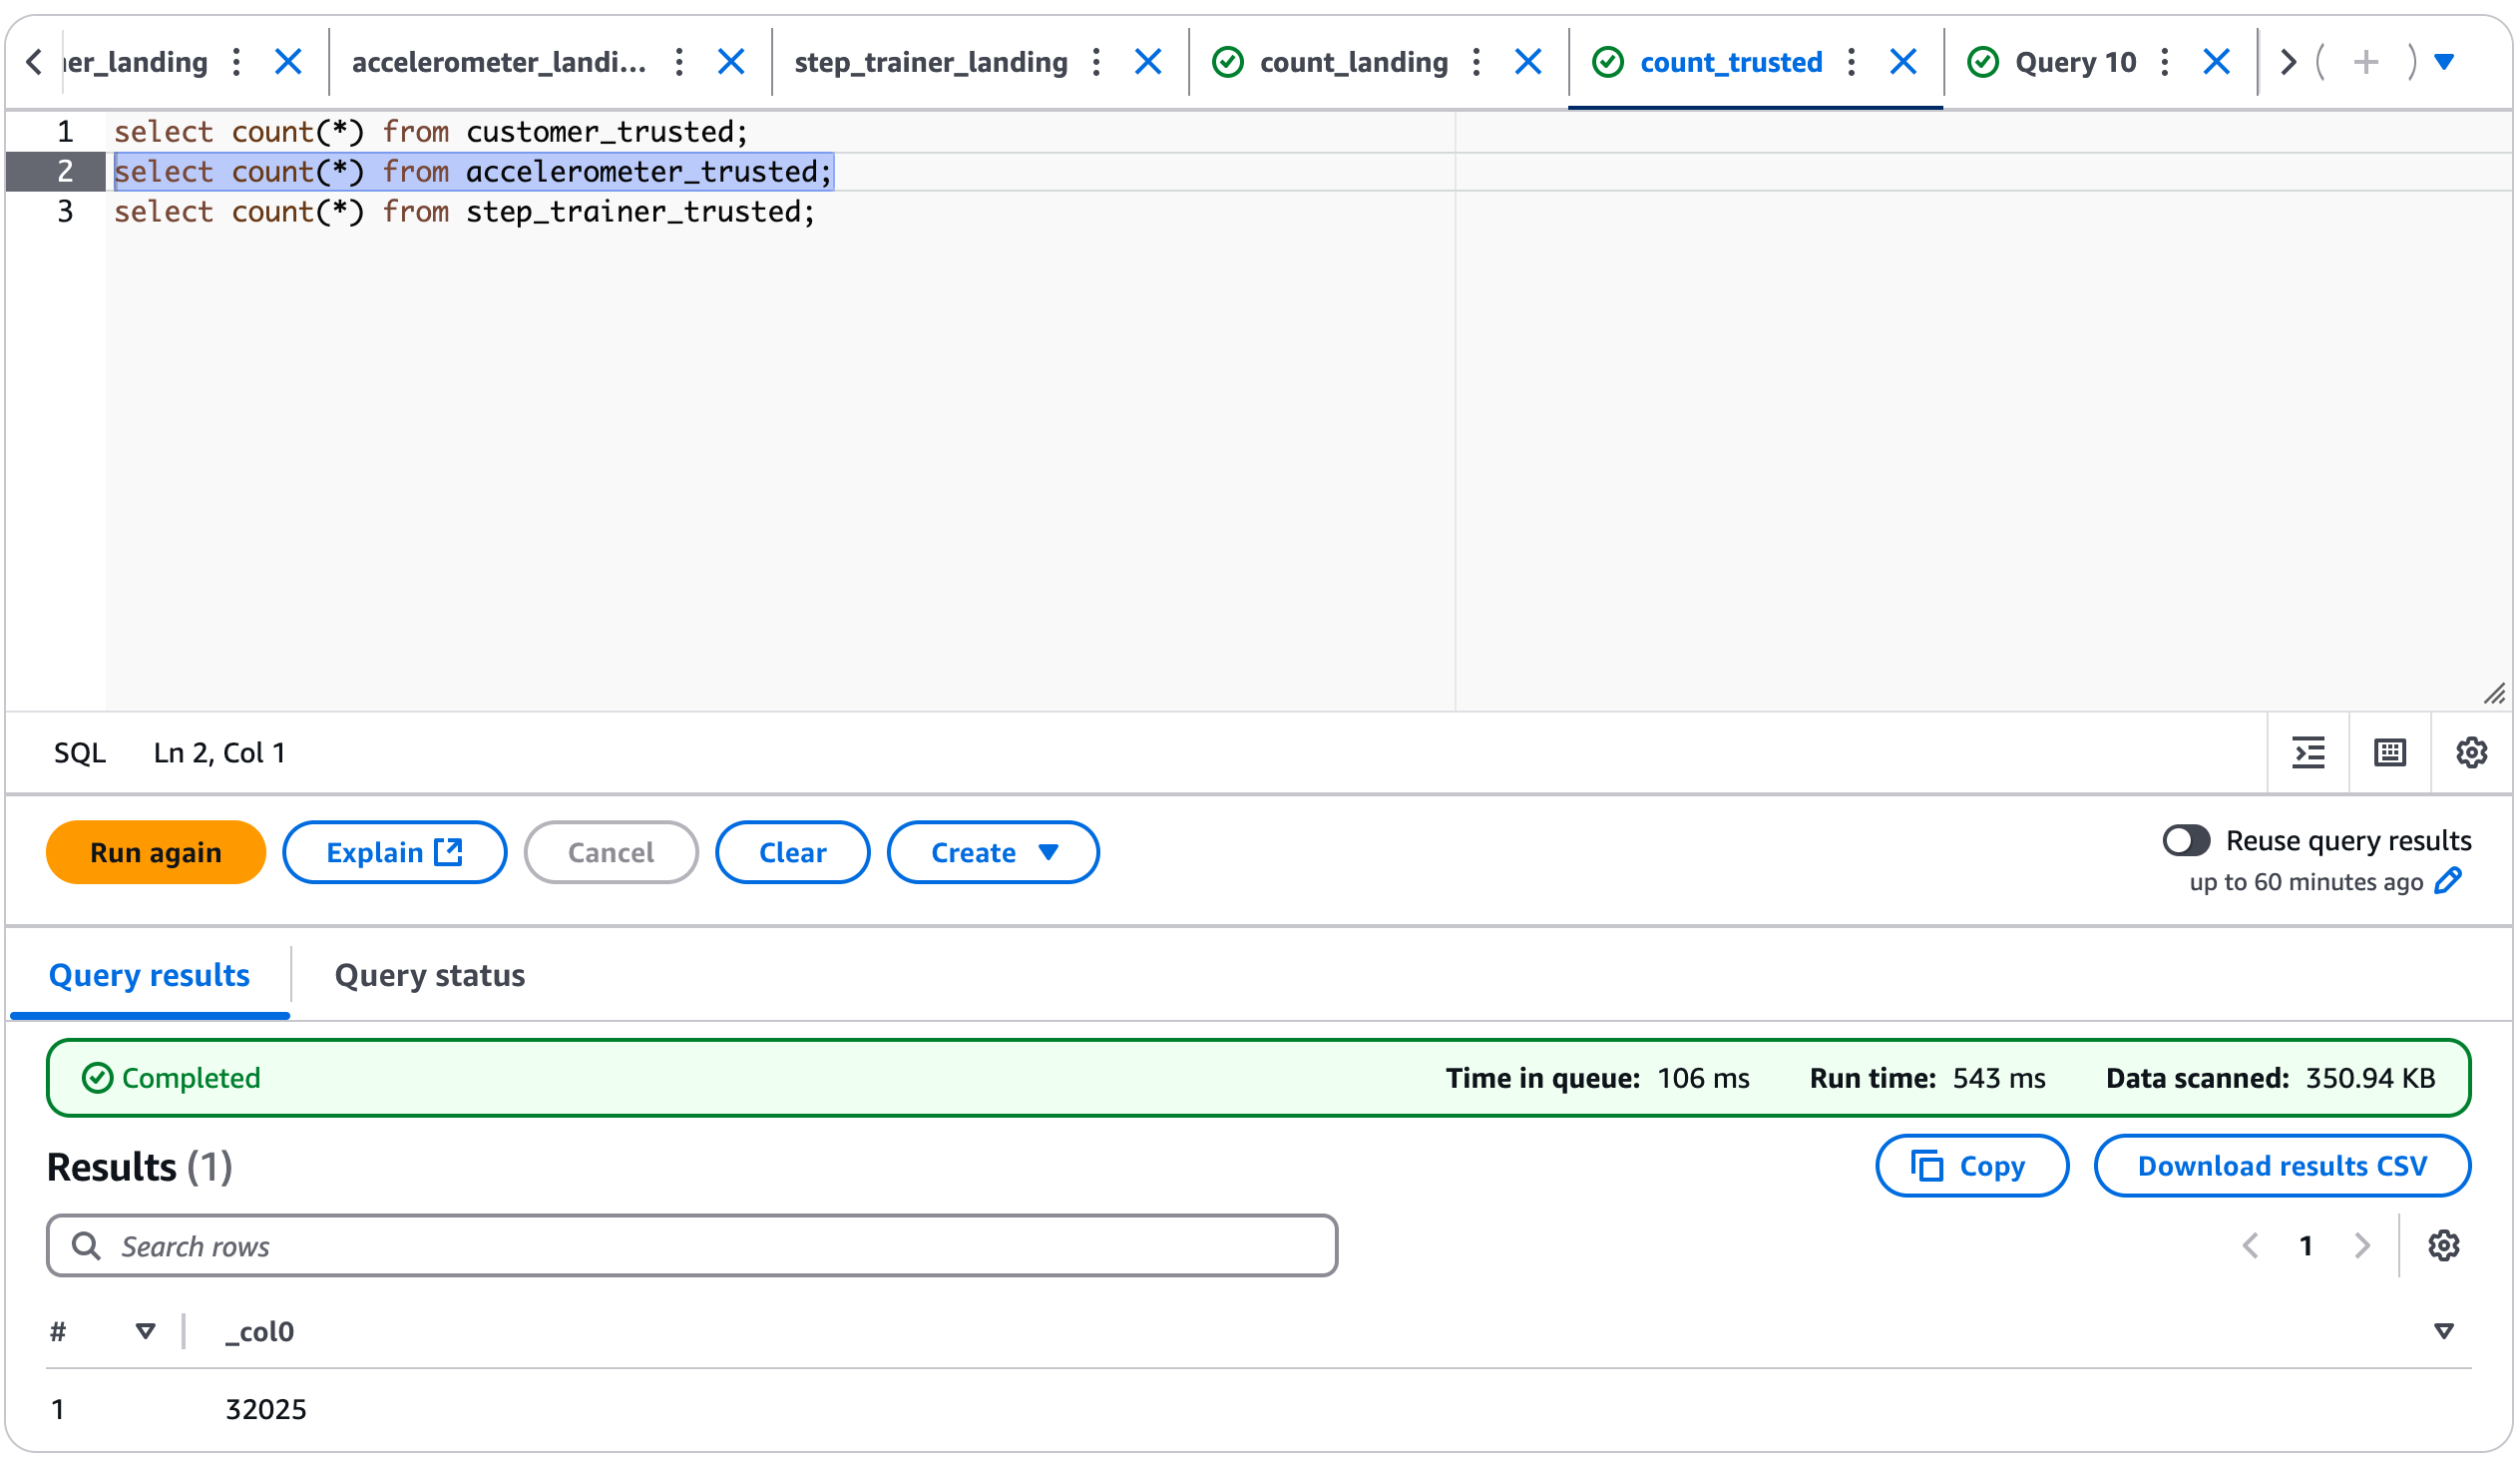 er_landing accelerometer_landi... step_trainer_landing count_landing count_trusted Query 10
1 select count(*) from customer_trusted;
2 select count(*) from accelerometer_trusted;
3 select count(*) from step_trainer_trusted;
SQL Ln 2, Col 1
Run again Explain Cancel Clear Create Reuse query results
up to 60 minutes ago
Query results Query status
Completed Time in queue: 106 ms Run time: 543 ms Data scanned: 350.94 KB
Results (1) Copy Download results CSV
Search rows 1
# _col0
1 32025